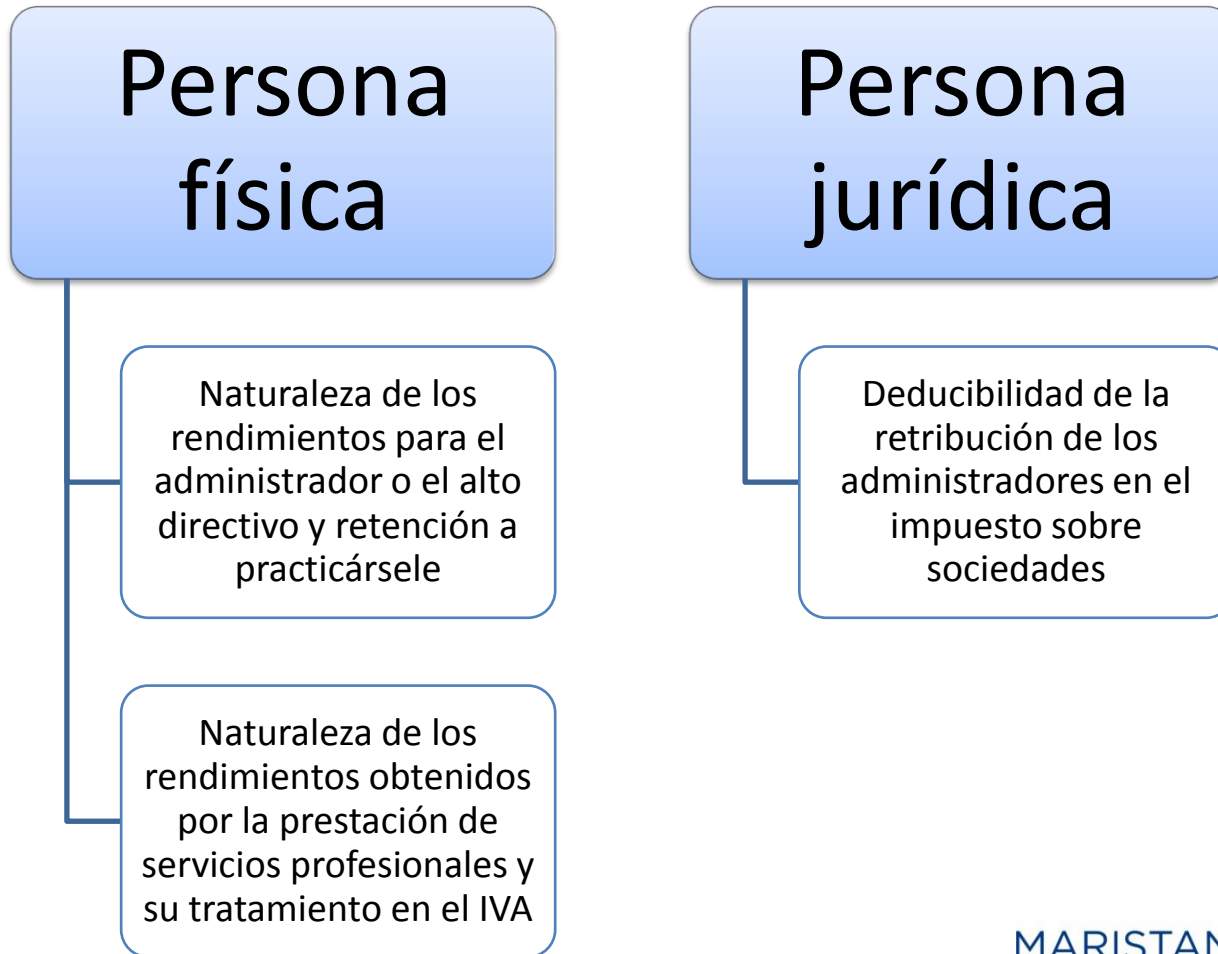 Persona
física
Naturaleza de los
rendimientos para el
administrador o el alto
directivo y retención a
practicársele
Naturaleza de los
rendimientos obtenidos
por la prestación de
servicios profesionales y
su tratamiento en el IVA
Persona
jurídica
Deducibilidad de la
retribución de los
administradores en el
impuesto sobre
sociedades